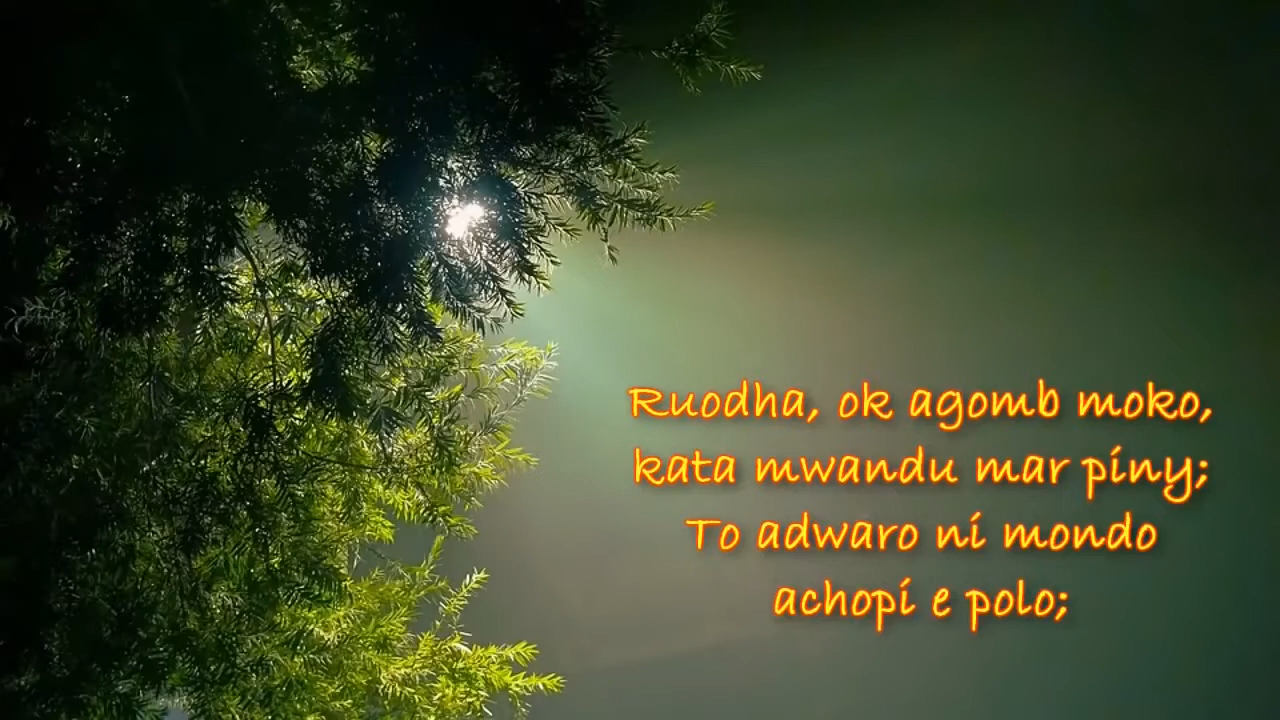 Ruodha, ok agomb moko,
kata mwandu mar piny;
To adwaro ni mondo
achopi e polo;